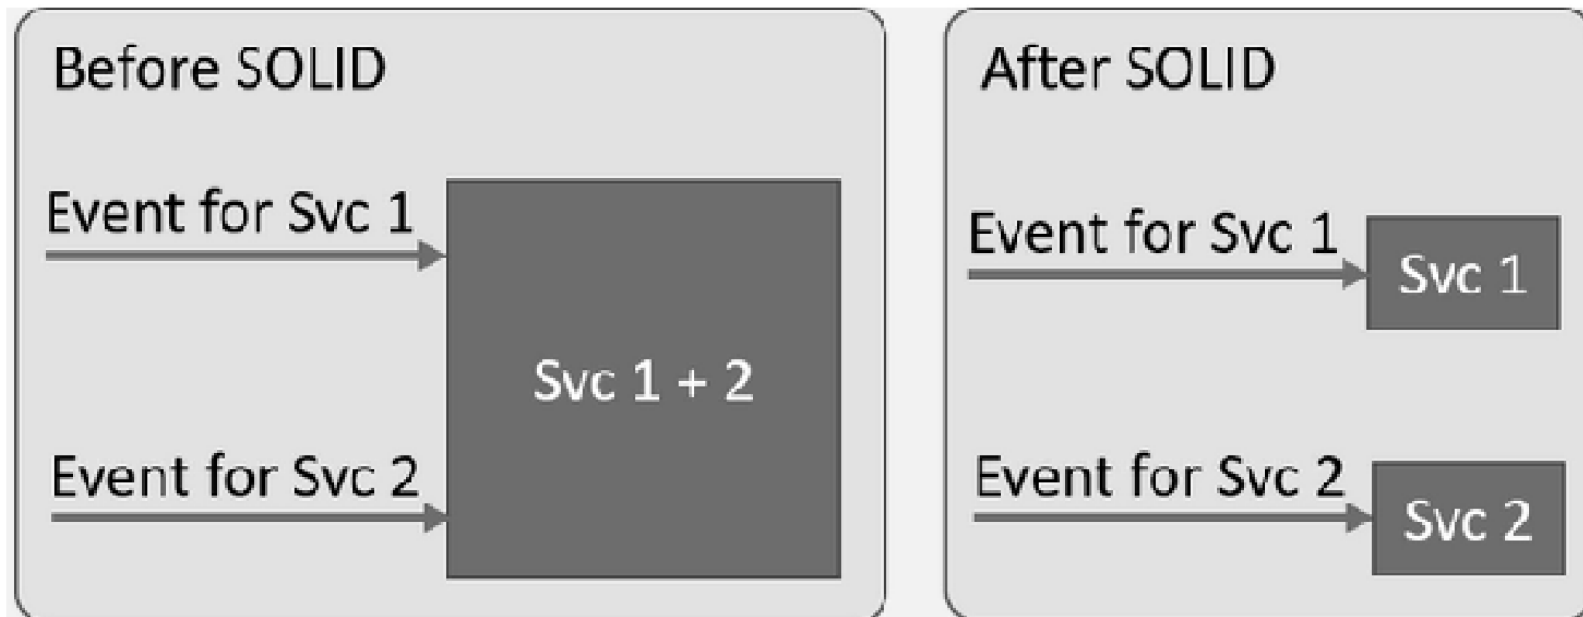 Before SOLID
Event for Svc 1
Svc 1 + 2
Event for Svc 2
After SOLID
Event for Svc 1
Svc 1
Event for Svc 2
Svc 2